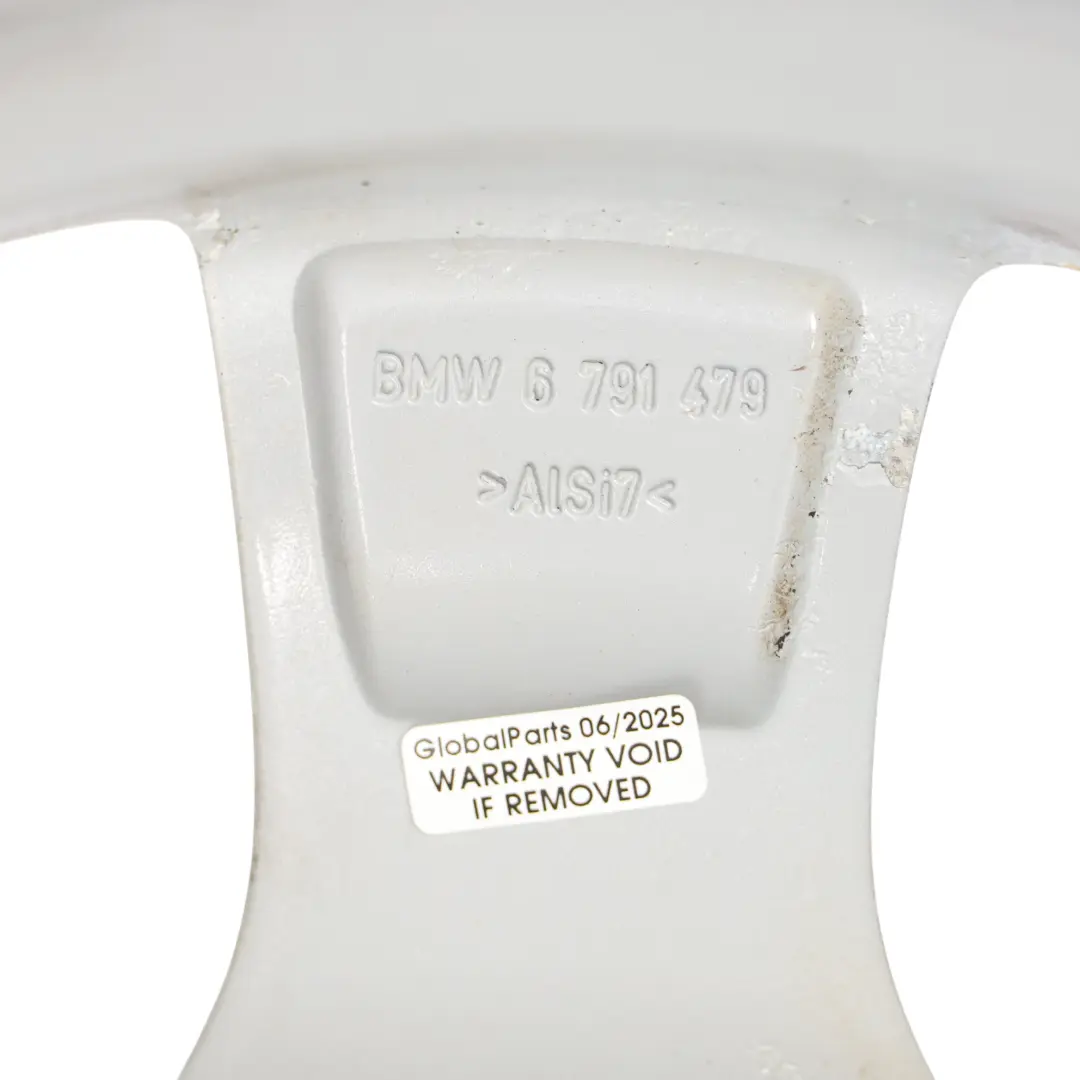 BMW 6 791 479
>AlSi7<
GlobalParts 06/2025
WARRANTY VOID
IF REMOVED